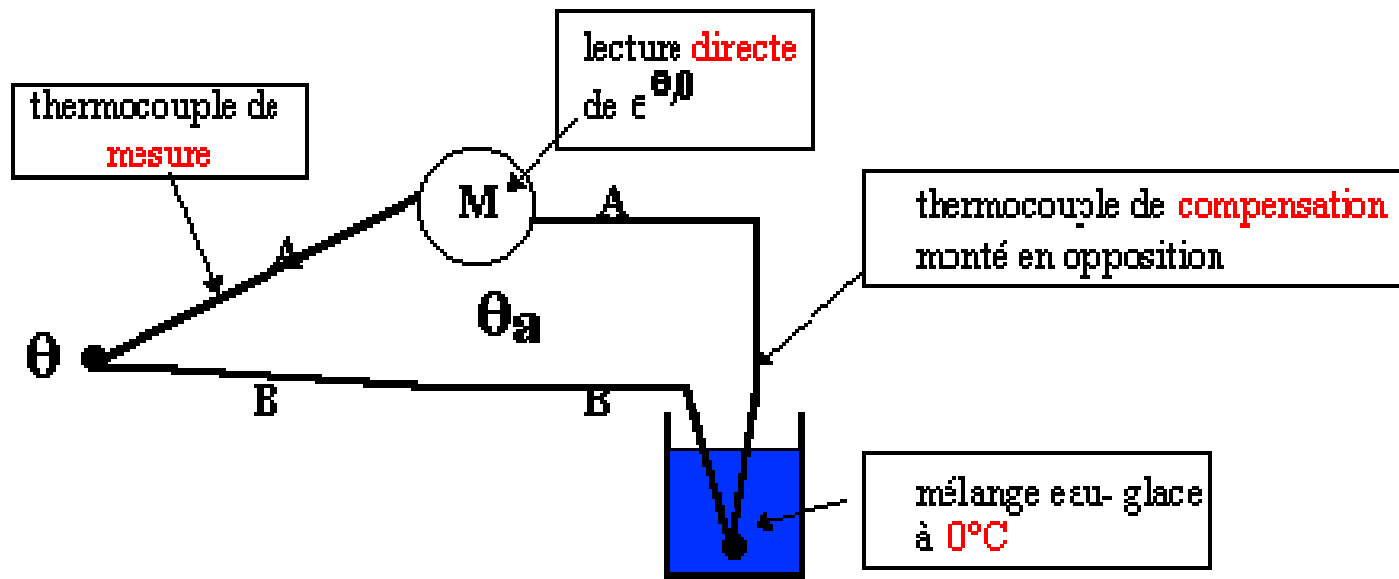 lecture directe
de e^θ,0
thermocouple de
mesure
M
A
A
thermocouple de compensation
monté en opposition
θa
θ
B
B
mélange eau- glace
à 0°C